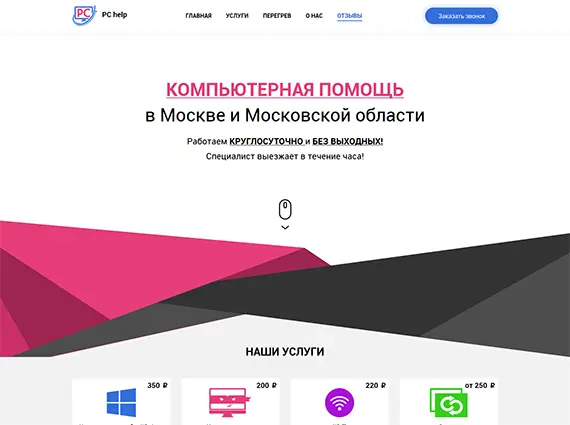 PC
PC help
ГЛАВНАЯ УСЛУГИ ПЕРЕГРЕВ О НАС ОТЗЫВЫ
Заказать звонок
КОМПЬЮТЕРНАЯ ПОМОЩЬ
в Москве и Московской области
Работаем КРУГЛОСУТОЧНО и БЕЗ ВЫХОДНЫХ!
Специалист выезжает в течение часа!
НАШИ УСЛУГИ
350 ₽ 200 ₽ 220 ₽ от 250 ₽